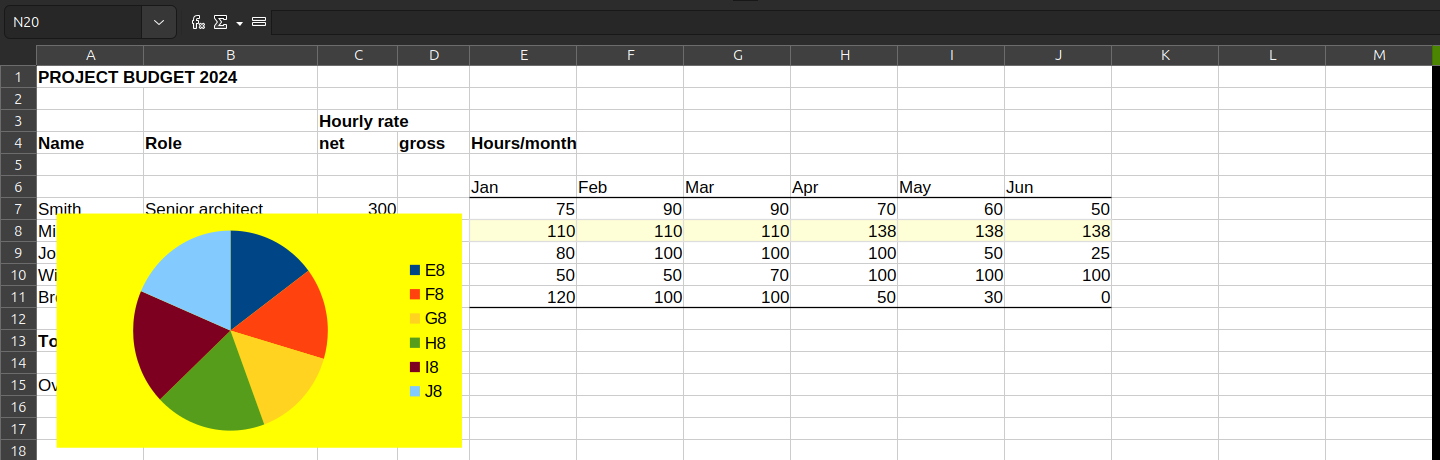 N20
A B C D E F G H I J K L M
1 PROJECT BUDGET 2024
2
3 Hourly rate
4 Name Role net gross Hours/month
5
6 Jan Feb Mar Apr May Jun
7 Smith Senior architect 300 75 90 90 70 60 50
8 Mi 110 110 110 138 138 138
9 Jo 80 100 100 100 50 25
10 Wi 50 50 70 100 100 100
11 Br 120 100 100 50 30 0
12
13 To
14
15 Ov
16
17
18
E8
F8
G8
H8
I8
J8